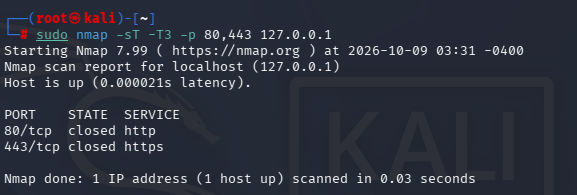 ┌──(root㉿kali)-[~]
└─# sudo nmap -sT -T3 -p 80,443 127.0.0.1
Starting Nmap 7.99 ( https://nmap.org ) at 2026-10-09 03:31 -0400
Nmap scan report for localhost (127.0.0.1)
Host is up (0.000021s latency).

PORT    STATE  SERVICE
80/tcp  closed http
443/tcp closed https

Nmap done: 1 IP address (1 host up) scanned in 0.03 seconds
KALI